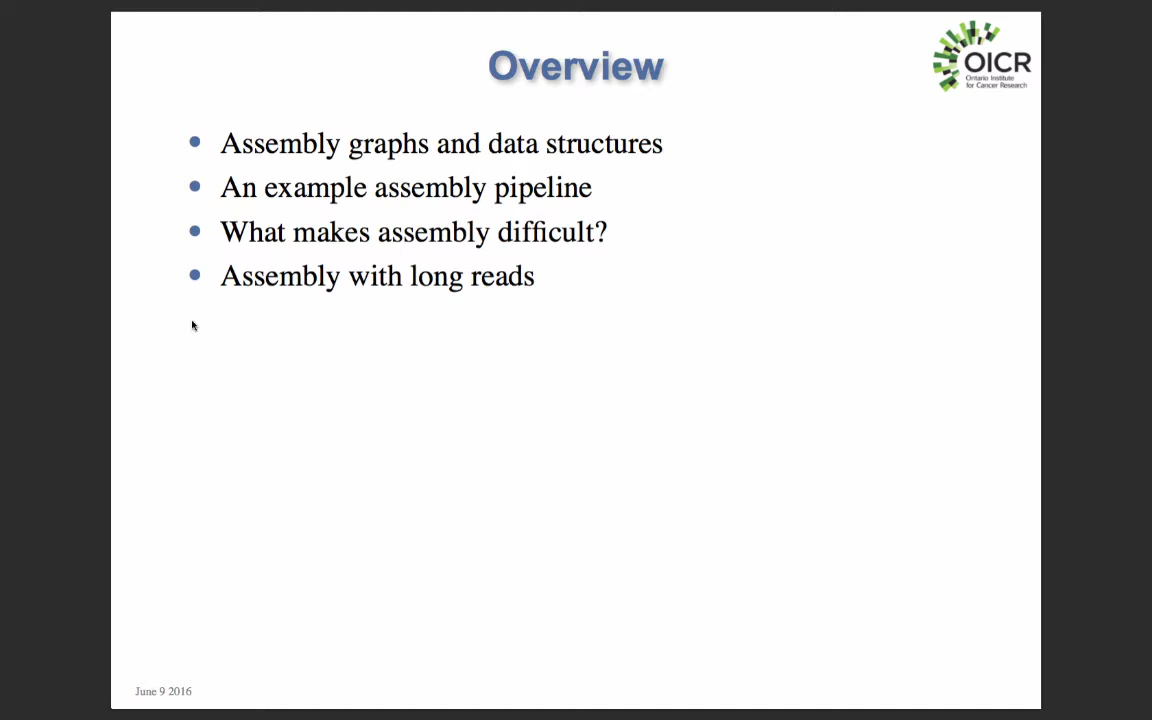 Overview
OICR
Ontario Institute
for Cancer Research
Assembly graphs and data structures
An example assembly pipeline
What makes assembly difficult?
Assembly with long reads
June 9 2016